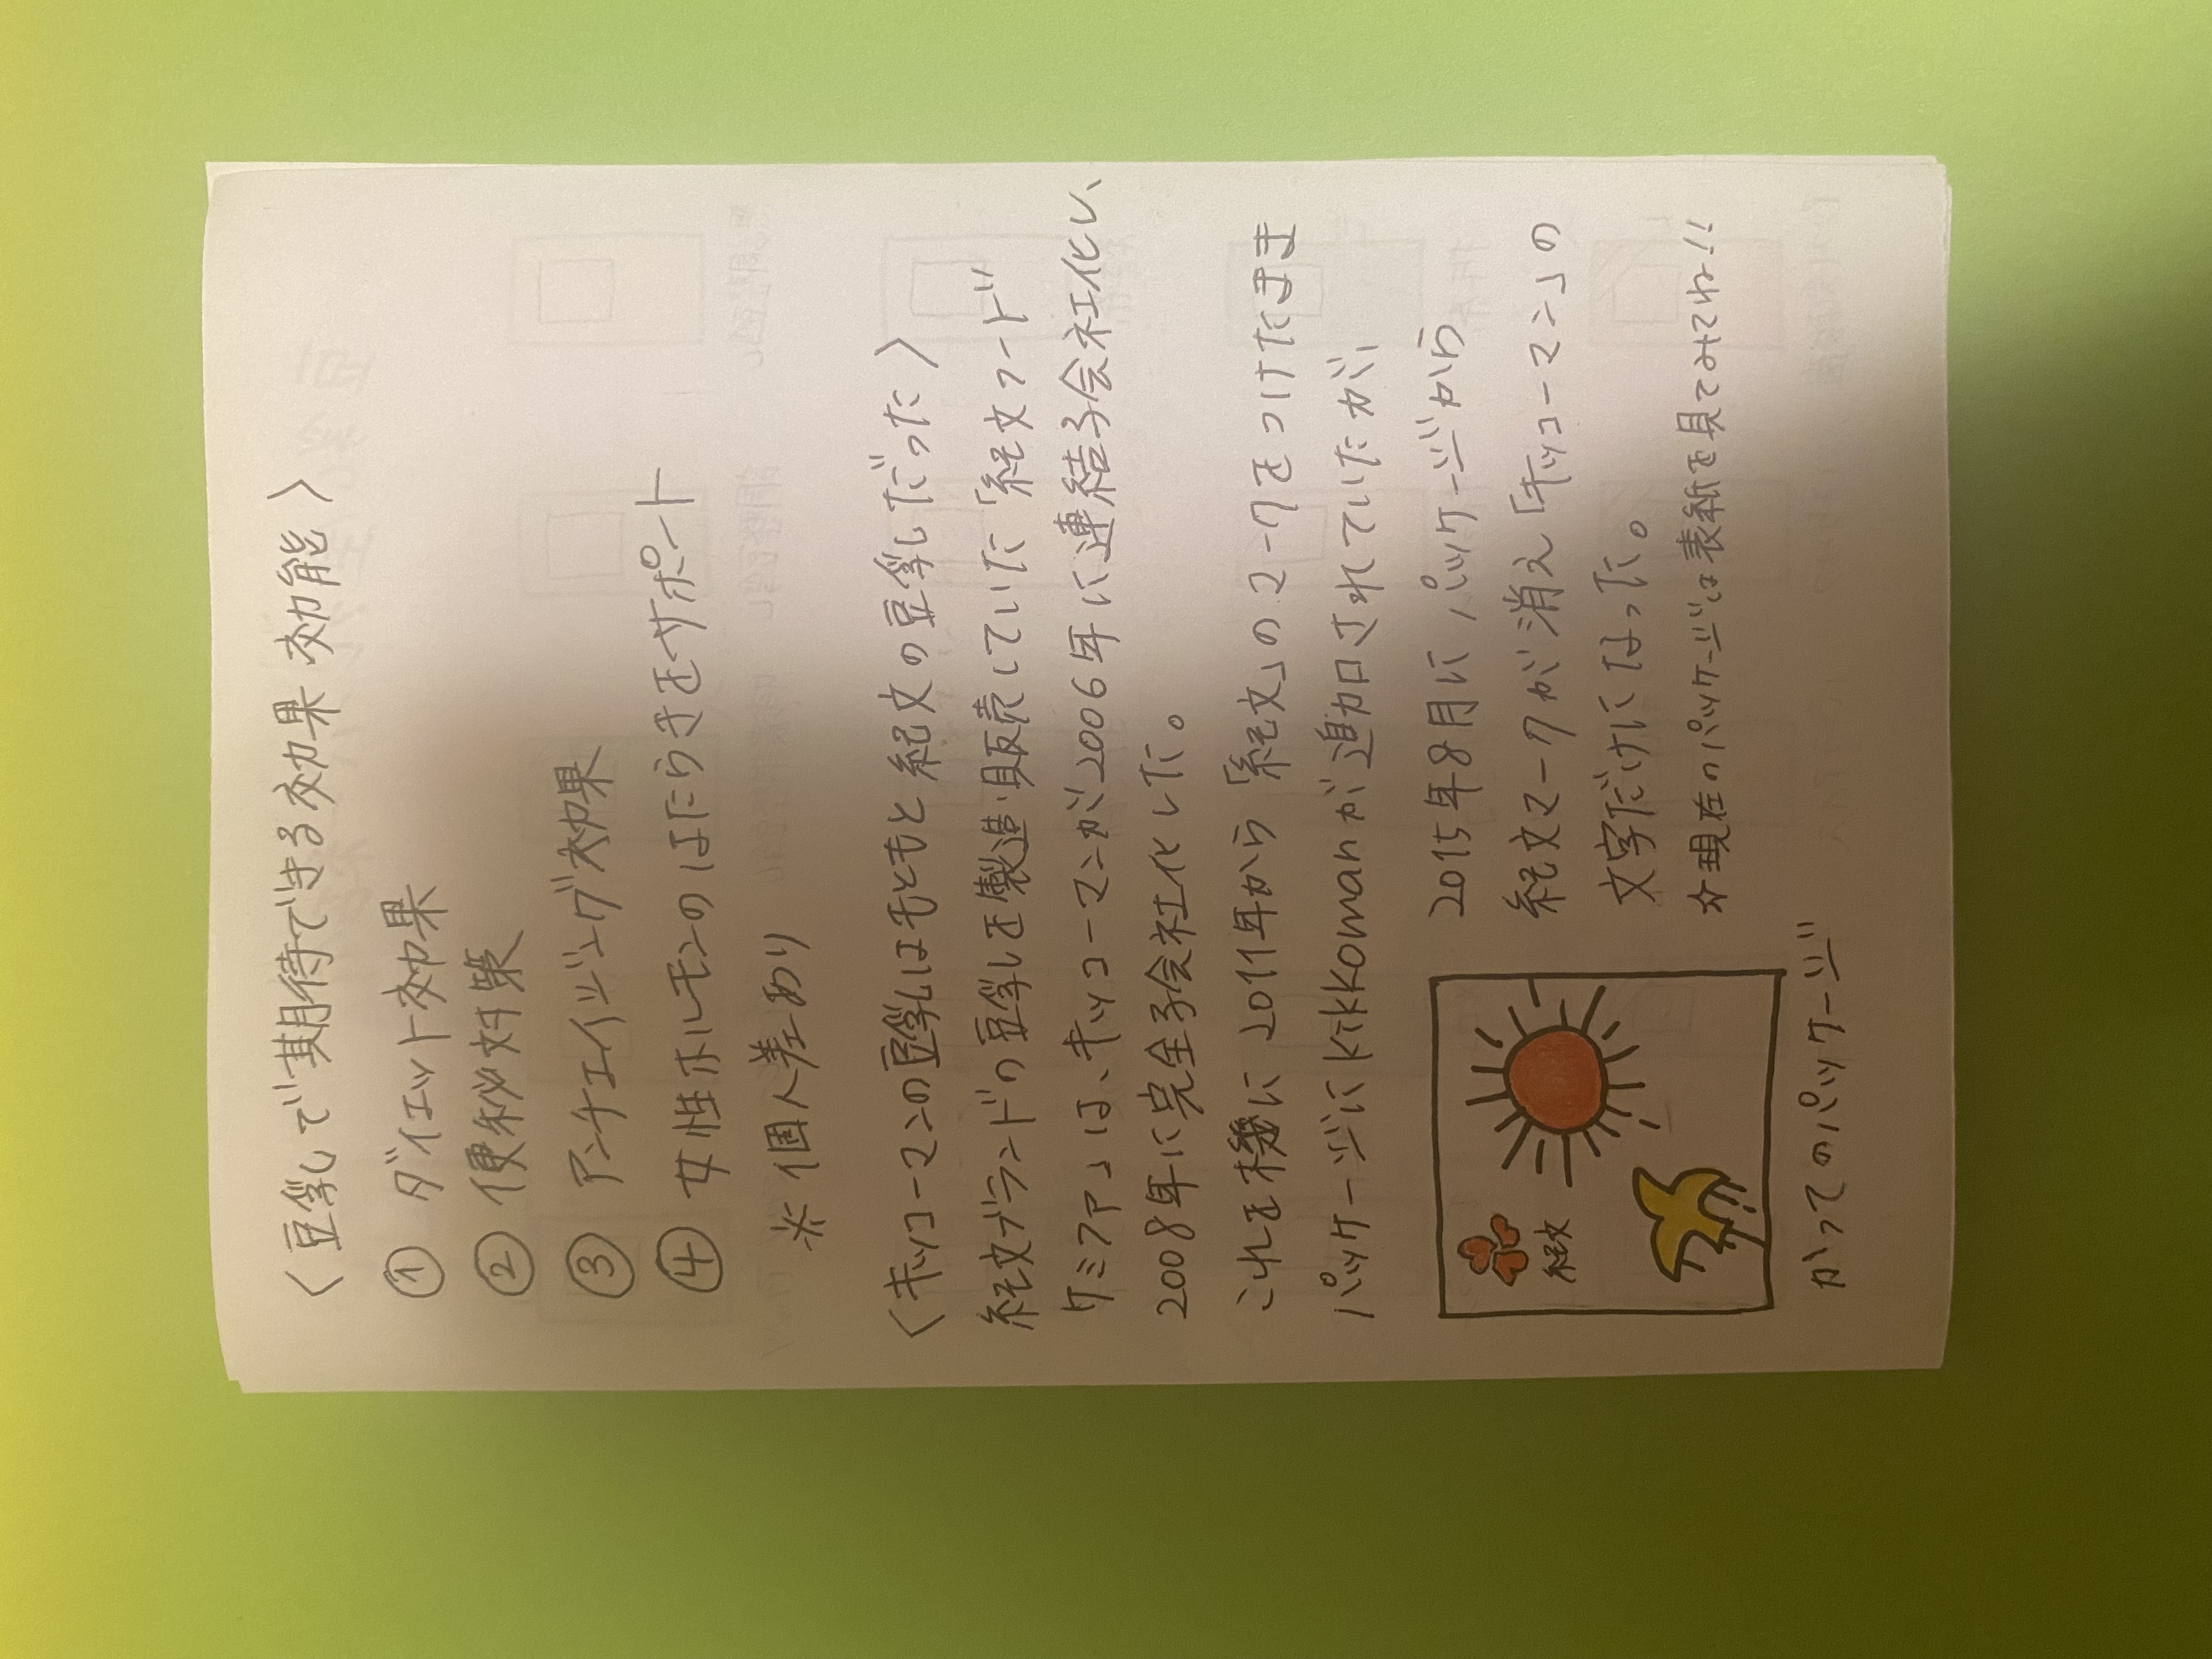 〈豆乳で期待できる効果 効能〉
① ダイエット効果
② 便秘対策
③ アンチエイジング効果
④ 女性ホルモンのはたらきをサポート
※ 個人差あり
〈キッコーマンの豆乳はもともと紀文の豆乳だった〉
紀文ブランドの豆乳を製造・販売していた「紀文フード
ケミファ」は、キッコーマンが2006年に連結子会社化し、
2008年に完全子会社化した。
これを機に2011年から「紀文」のマークをつけたまま
パッケージにkikkomanが追加されていたが、
2015年8月にパッケージから
紀文マークが消え「キッコーマン」の
文字だけになった。
☆現在のパッケージは表紙を見てみてね!!
紀文
かつてのパッケージ